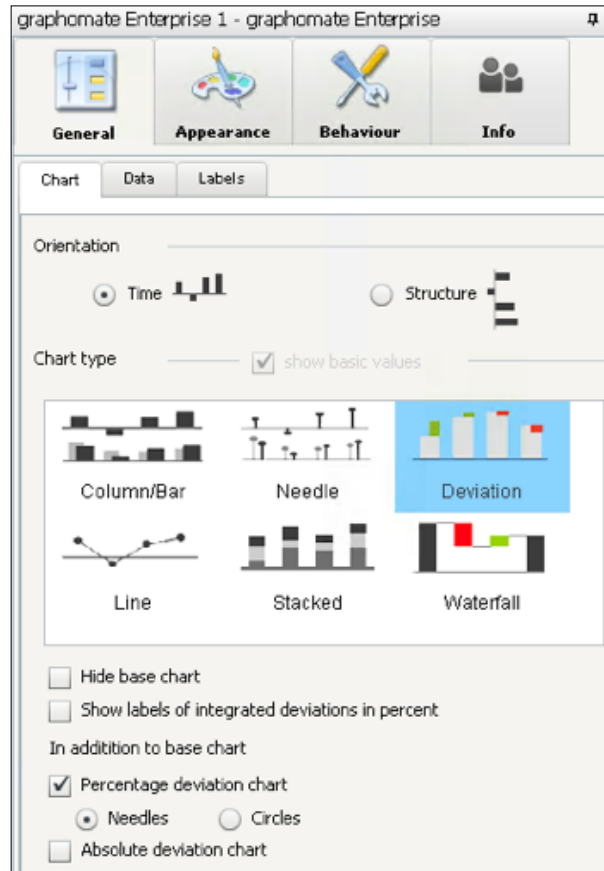 graphomate Enterprise 1 - graphomate Enterprise
General Appearance Behaviour Info
Chart Data Labels
Orientation
Time Structure
Chart type show basic values
Column/Bar Needle Deviation
Line Stacked Waterfall
Hide base chart
Show labels of integrated deviations in percent
In addittion to base chart
Percentage deviation chart
Needles Circles
Absolute deviation chart